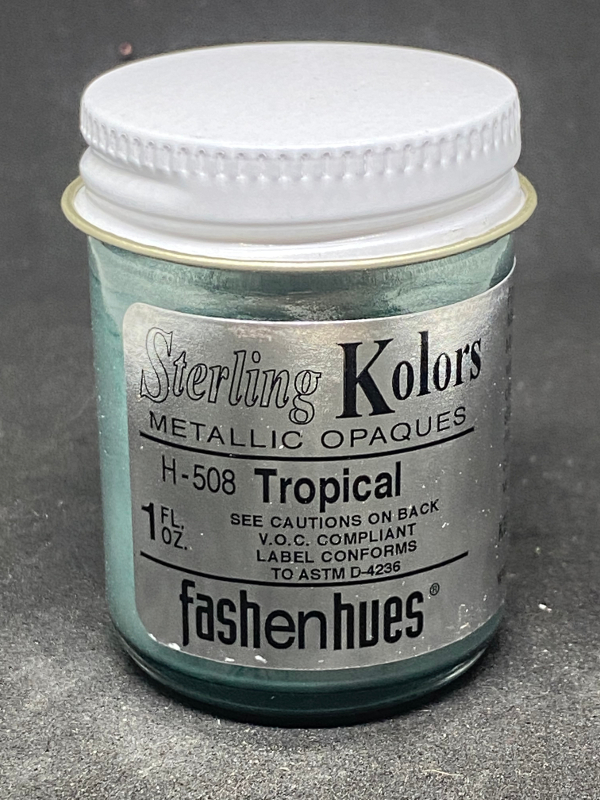 Sterling Kolors
METALLIC OPAQUES
H-508 Tropical
1 FL. OZ.
SEE CAUTIONS ON BACK
V.O.C. COMPLIANT
LABEL CONFORMS
TO ASTM D-4236
fashenhues®